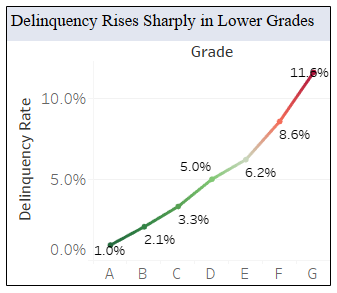 Delinquency Rises Sharply in Lower Grades
Grade
Delinquency Rate
10.0%
5.0%
0.0%
1.0%
2.1%
3.3%
5.0%
6.2%
8.6%
11.6%
A B C D E F G